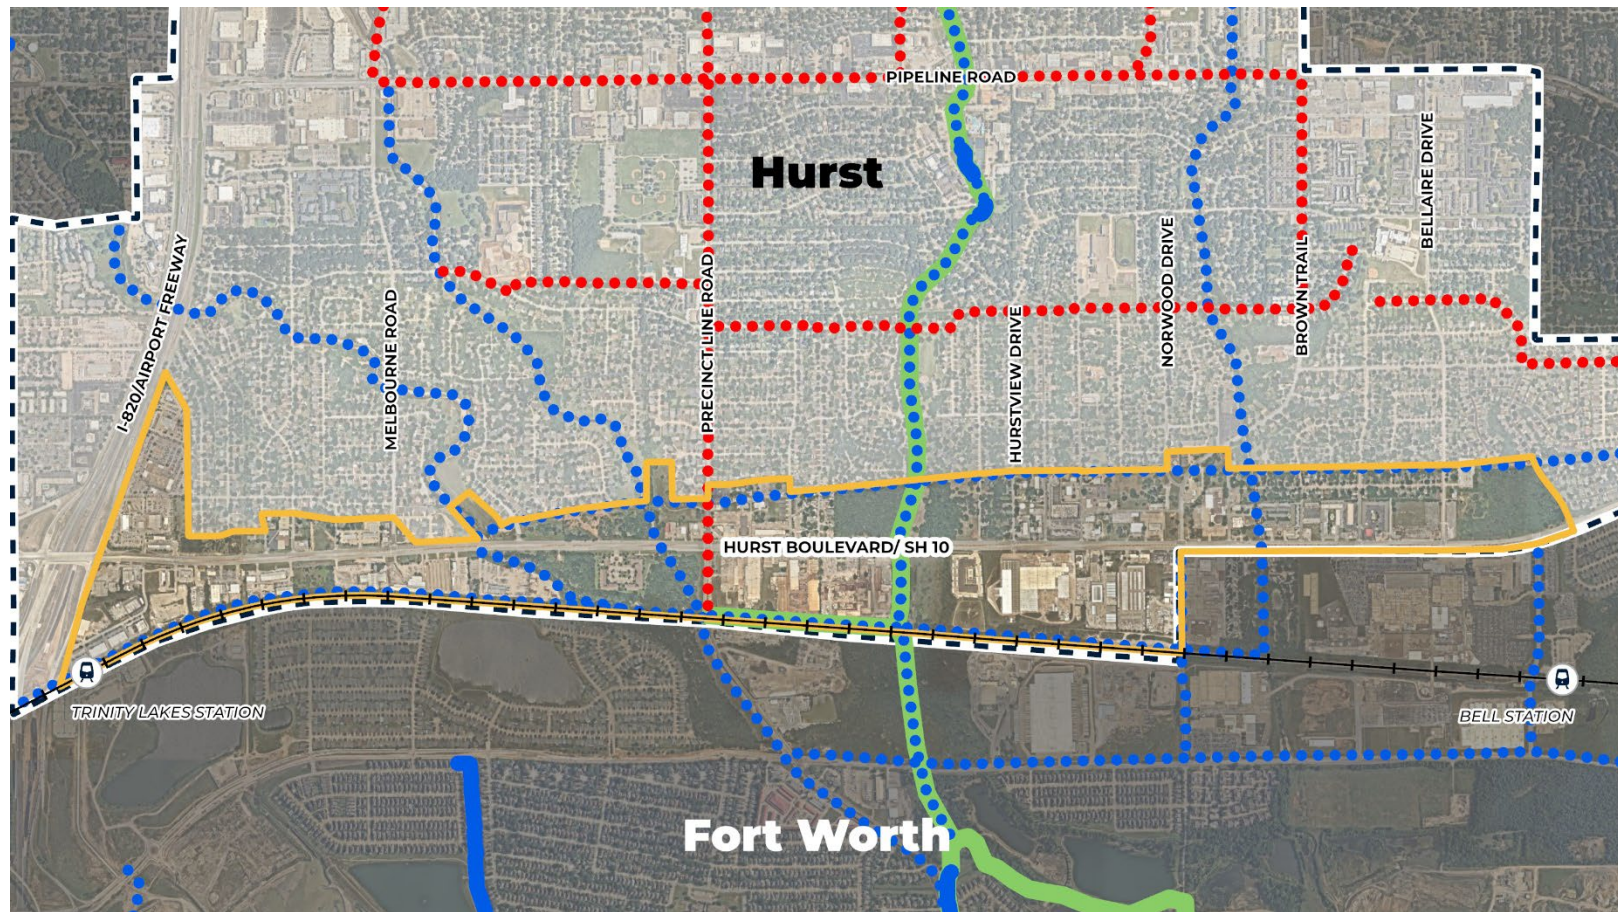 PIPELINE ROAD
Hurst
BELLAIRE DRIVE
I-820/AIRPORT FREEWAY
MELBOURNE ROAD
PRECINCT LINE ROAD
HURSTVIEW DRIVE
NORWOOD DRIVE
BROWN TRAIL
HURST BOULEVARD/ SH 10
TRINITY LAKES STATION
BELL STATION
Fort Worth